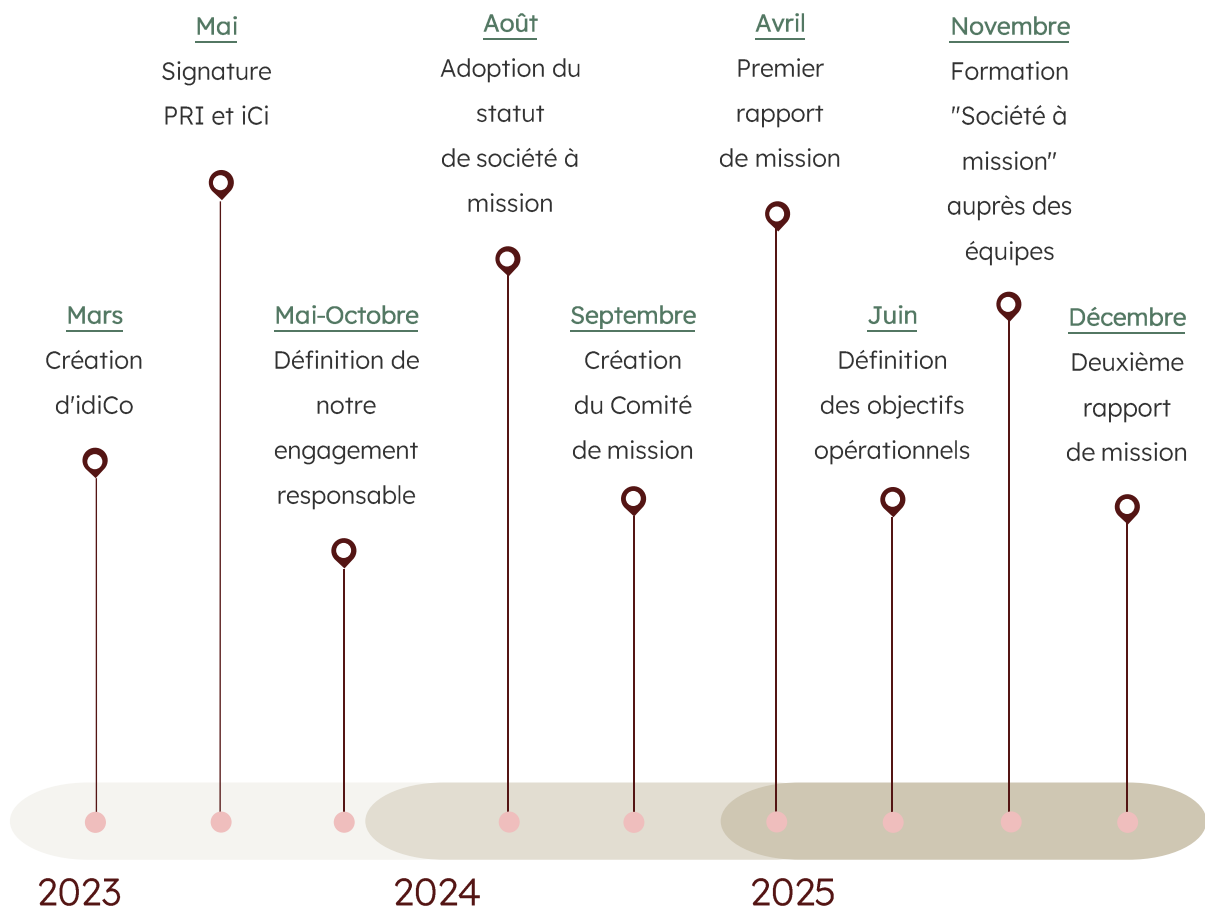 Mai
Signature
PRI et iCi
Août
Adoption du
statut
de société à
mission
Avril
Premier
rapport
de mission
Novembre
Formation
"Société à
mission"
auprès des
équipes
Mars
Création
d'idiCo
Mai-Octobre
Définition de
notre
engagement
responsable
Septembre
Création
du Comité
de mission
Juin
Définition
des objectifs
opérationnels
Décembre
Deuxième
rapport
de mission
2023
2024
2025